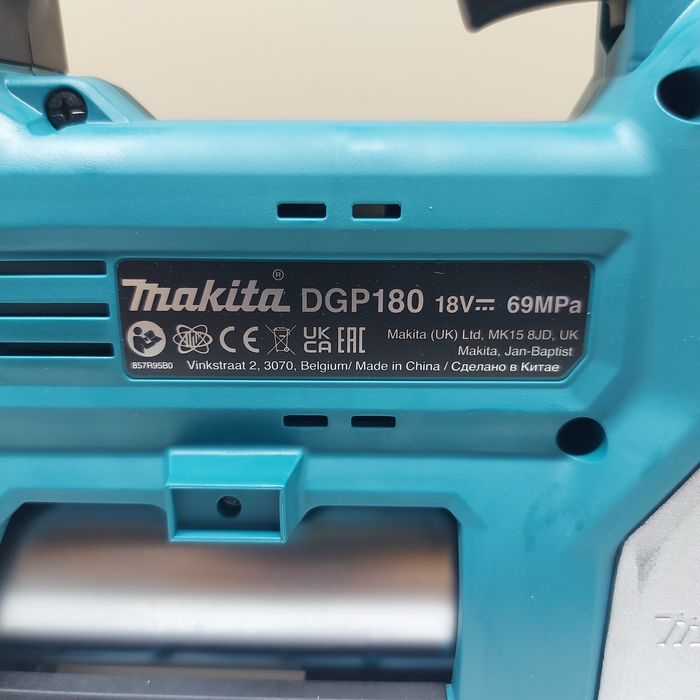 makita® DGP180 18V 69MPa
CE UK CA EAC Makita (UK) Ltd, MK15 8JD, UK
Makita, Jan-Baptist
857R95B0 Vinkstraat 2, 3070, Belgium/ Made in China / Сделано в Китае